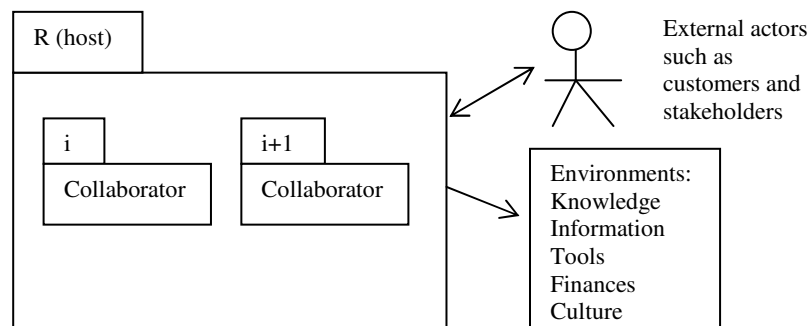 R (host)
i
Collaborator
i+1
Collaborator
External actors
such as
customers and
stakeholders
Environments:
Knowledge
Information
Tools
Finances
Culture